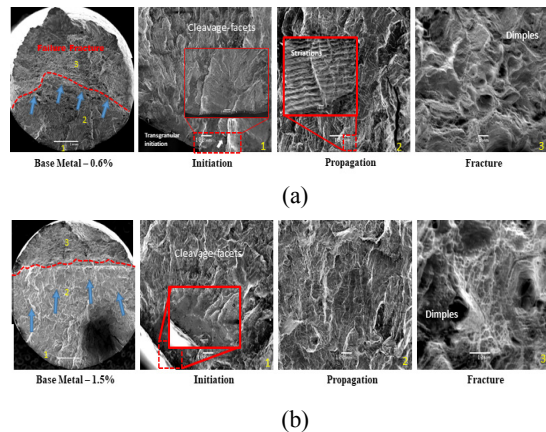 Fatigue fracture
3
2
1
Base Metal – 0.6%
Cleavage-facets
Transgranular
initiation
1
Initiation
Striations
2
Propagation
Dimples
3
Fracture
(a)
3
2
1
Base Metal – 1.5%
Cleavage-facets
1
Initiation
2
Propagation
Dimples
3
Fracture
(b)